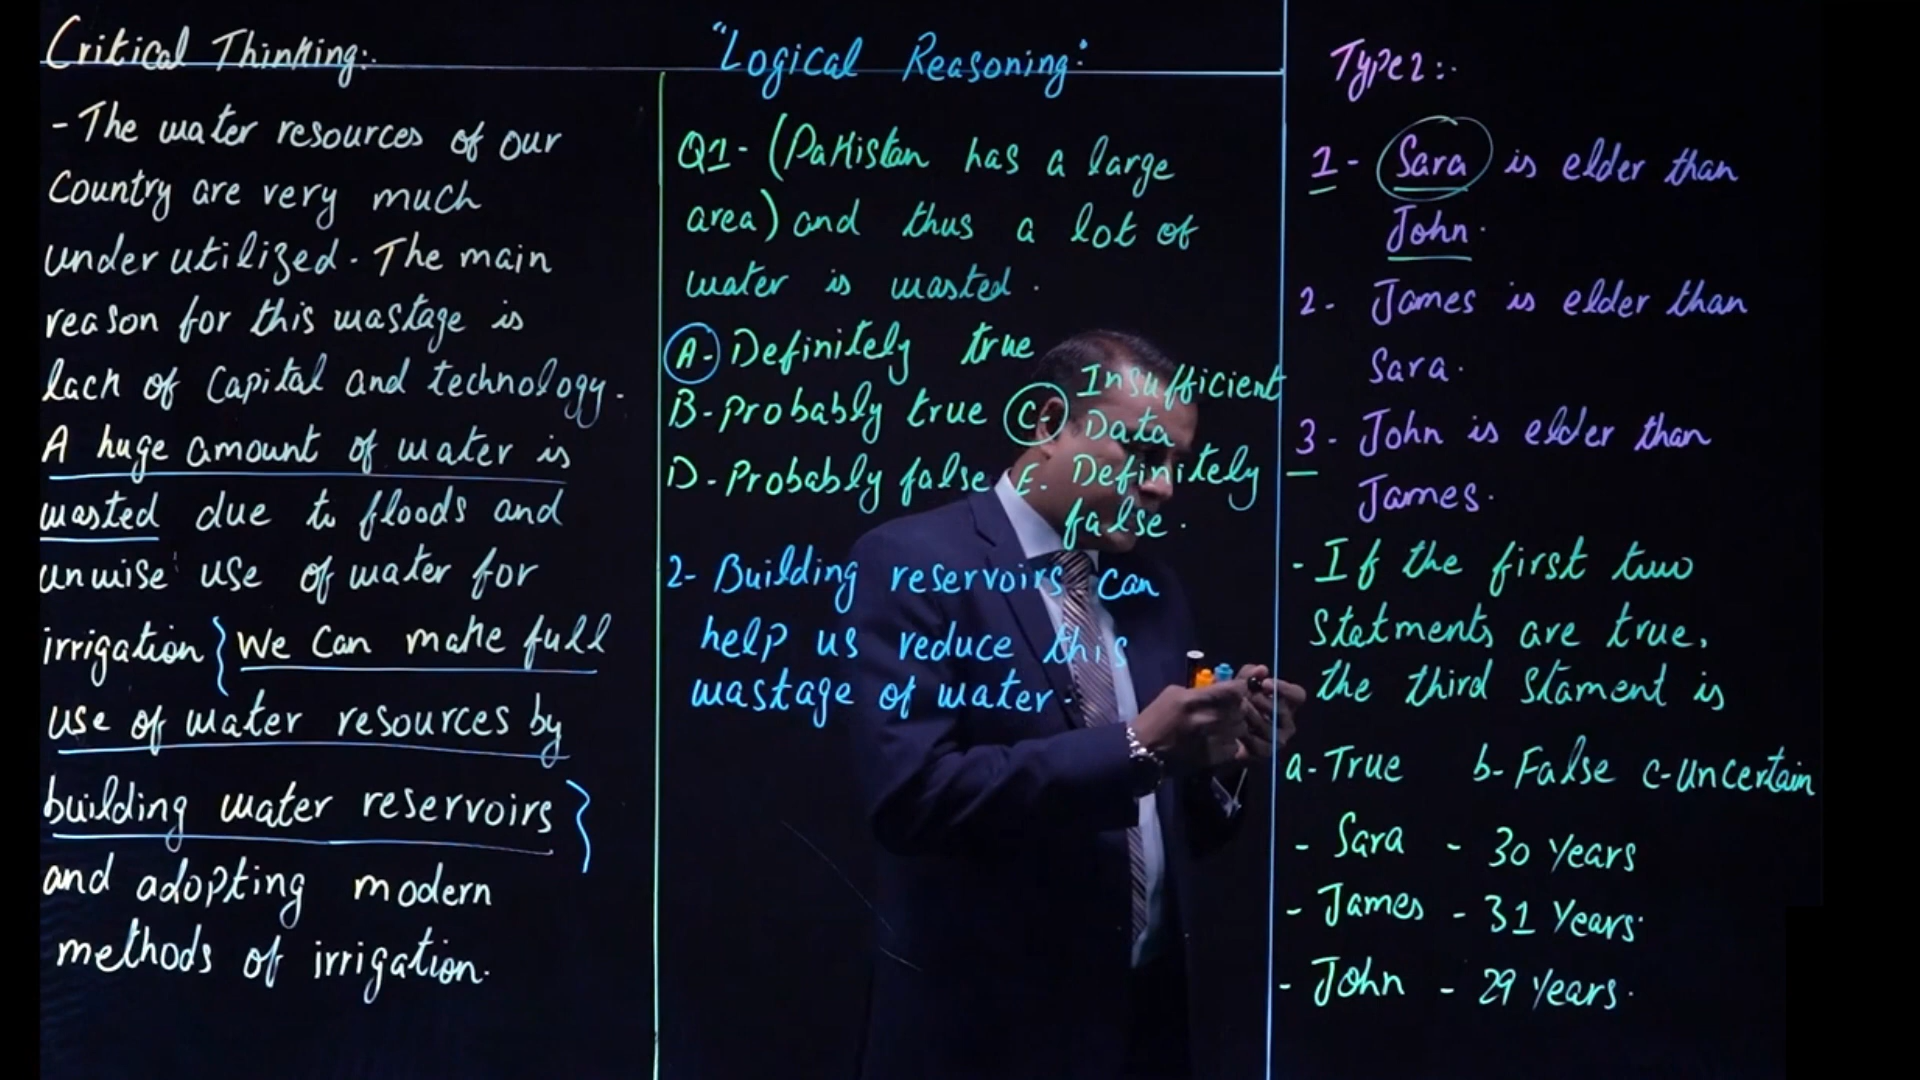 Critical Thinking:.
- The water resources of our
Country are very much
under utilized. The main
reason for this wastage is
lack of Capital and technology.
A huge amount of water is
wasted due to floods and
unwise use of water for
irrigation } We Can make full
use of water resources by
building water reservoirs }
and adopting modern
methods of irrigation.
"Logical Reasoning:"
Q1- (Pakistan has a large
area) and thus a lot of
water is wasted.
A- Definitely true
B- Probably true C- Insufficient Data
D- Probably false E. Definitely false.
2- Building reservoirs can
help us reduce this
wastage of water.
Type 2:.
1- Sara is elder than
John.
2- James is elder than
Sara.
3- John is elder than
James.
- If the first two
Statments are true,
the third Stament is
a- True b- False c- Uncertain
- Sara - 30 Years
- James - 31 Years.
- John - 29 Years.